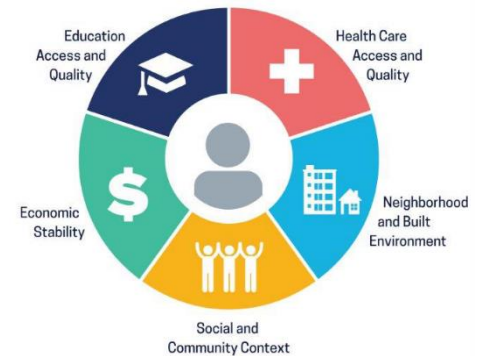 Education
Access and
Quality
Health Care
Access and
Quality
$
Economic
Stability
Neighborhood
and Built
Environment
Social and
Community Context